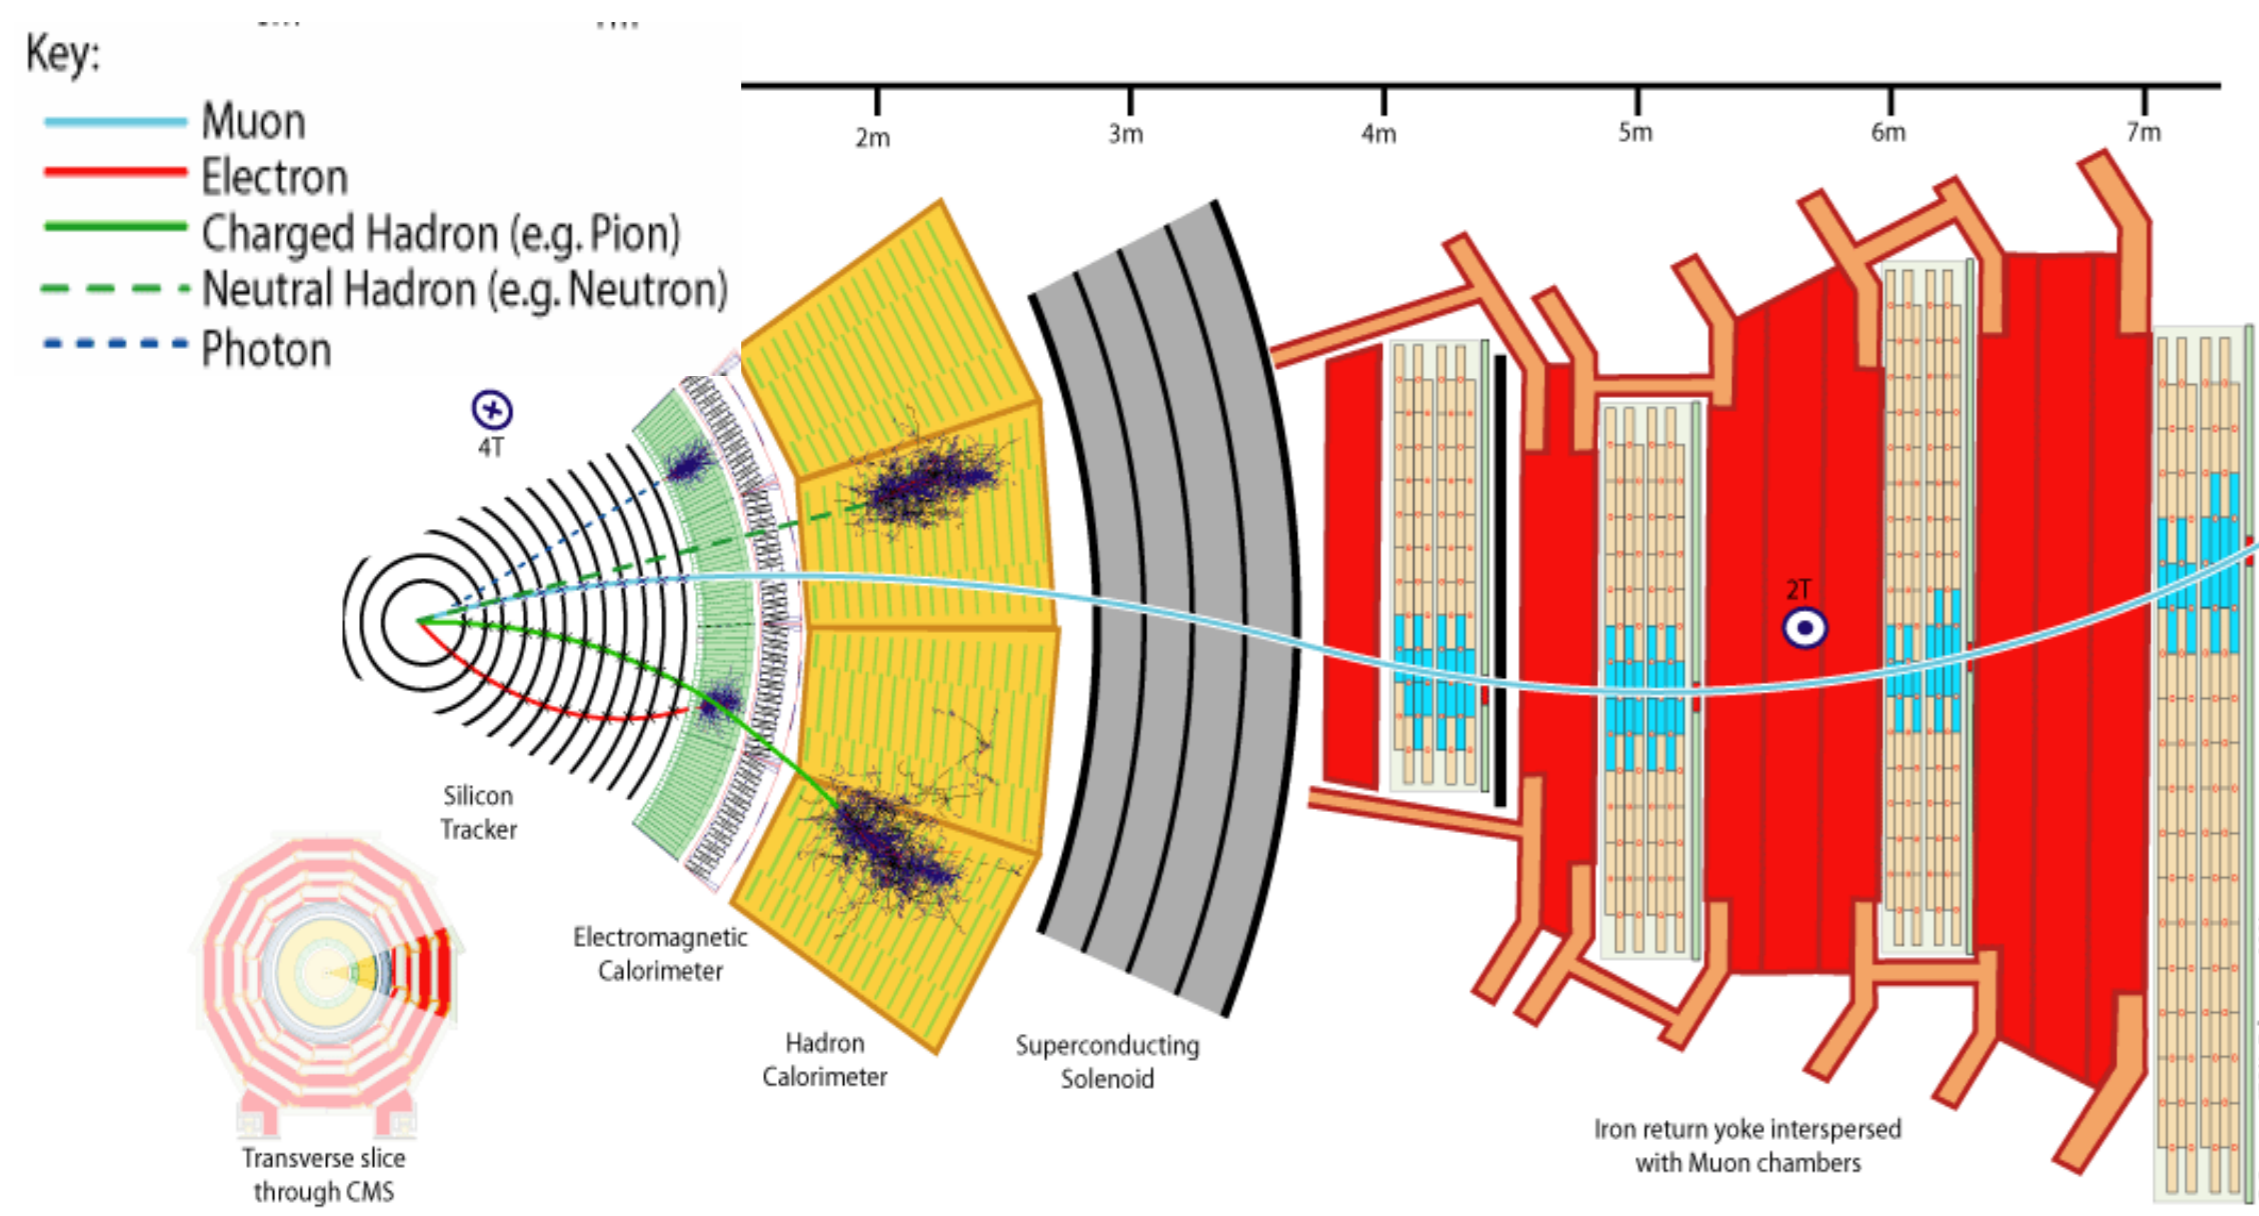 Key:
Muon
Electron
Charged Hadron (e.g. Pion)
Neutral Hadron (e.g. Neutron)
Photon
2m
3m
4m
5m
6m
7m
4T
2T
Silicon
Tracker
Electromagnetic
Calorimeter
Hadron
Calorimeter
Superconducting
Solenoid
Iron return yoke interspersed
with Muon chambers
Transverse slice
through CMS